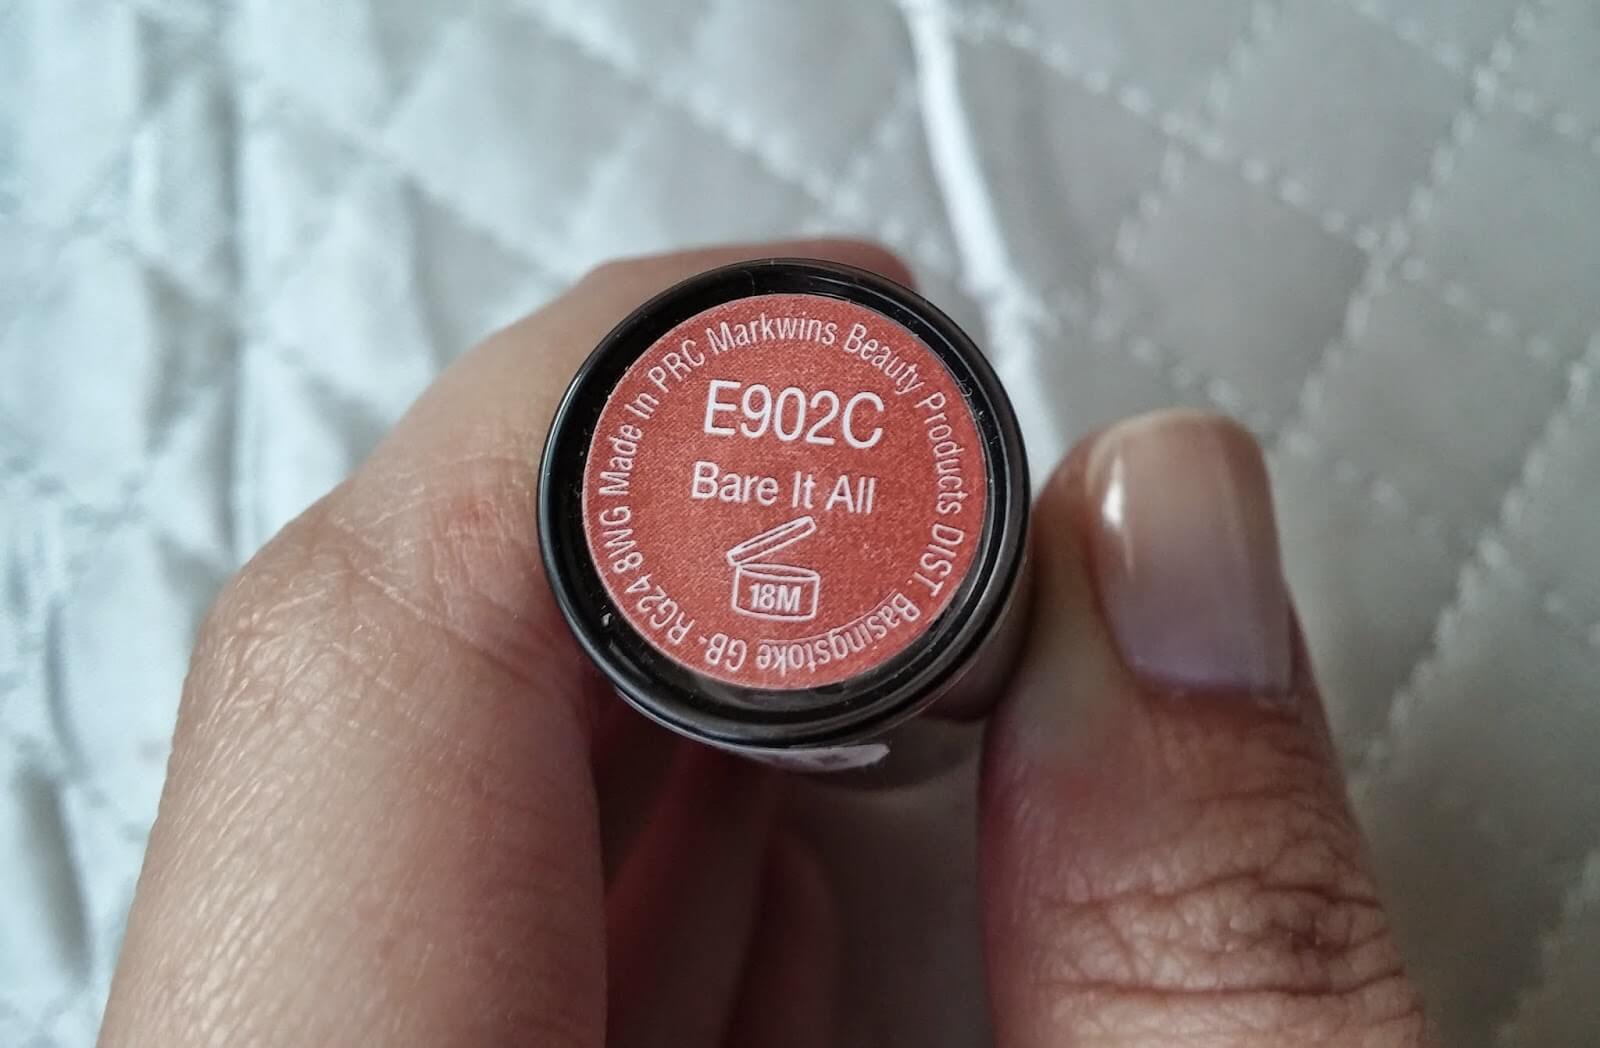 E902C
Bare It All
18M
Made In PRC Markwins Beauty Products DIST. Basingstoke GB- RG24 8WG